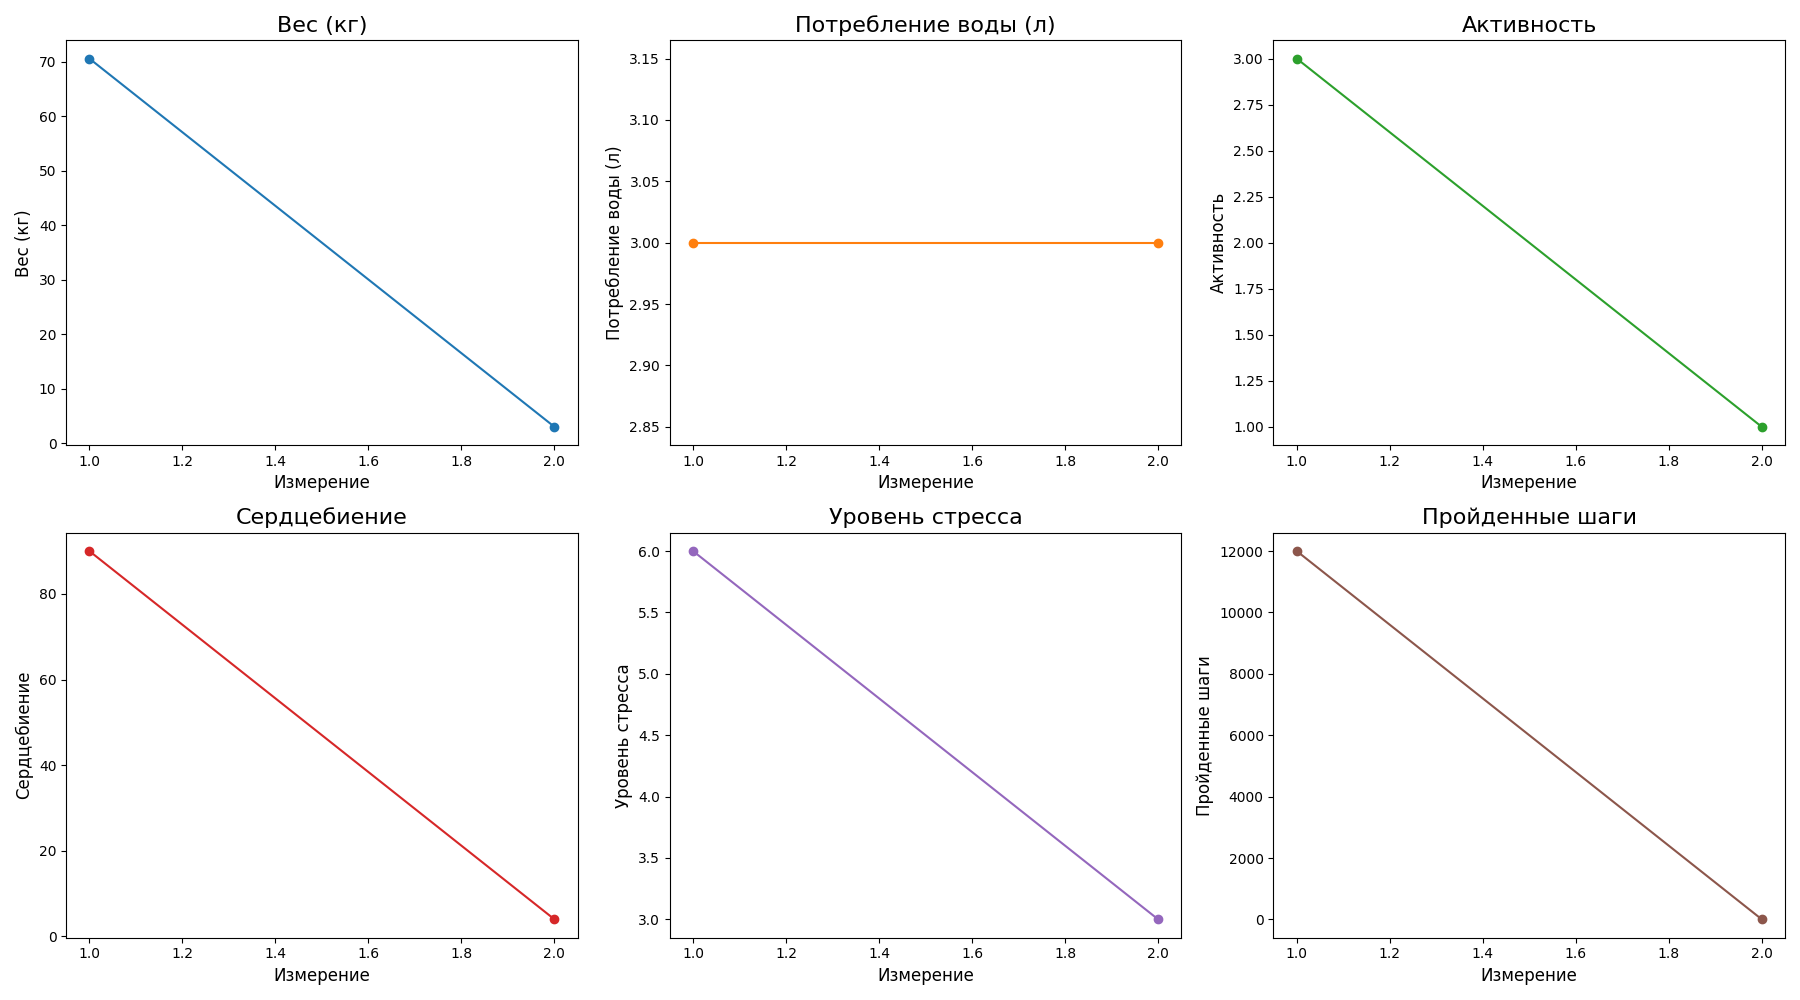 Вес (кг)
Вес (кг)
70
60
50
40
30
20
10
0
1.0 1.2 1.4 1.6 1.8 2.0
Измерение
Потребление воды (л)
Потребление воды (л)
3.15
3.10
3.05
3.00
2.95
2.90
2.85
1.0 1.2 1.4 1.6 1.8 2.0
Измерение
Активность
Активность
3.00
2.75
2.50
2.25
2.00
1.75
1.50
1.25
1.00
1.0 1.2 1.4 1.6 1.8 2.0
Измерение
Сердцебиение
Сердцебиение
80
60
40
20
0
1.0 1.2 1.4 1.6 1.8 2.0
Измерение
Уровень стресса
Уровень стресса
6.0
5.5
5.0
4.5
4.0
3.5
3.0
1.0 1.2 1.4 1.6 1.8 2.0
Измерение
Пройденные шаги
Пройденные шаги
12000
10000
8000
6000
4000
2000
0
1.0 1.2 1.4 1.6 1.8 2.0
Измерение